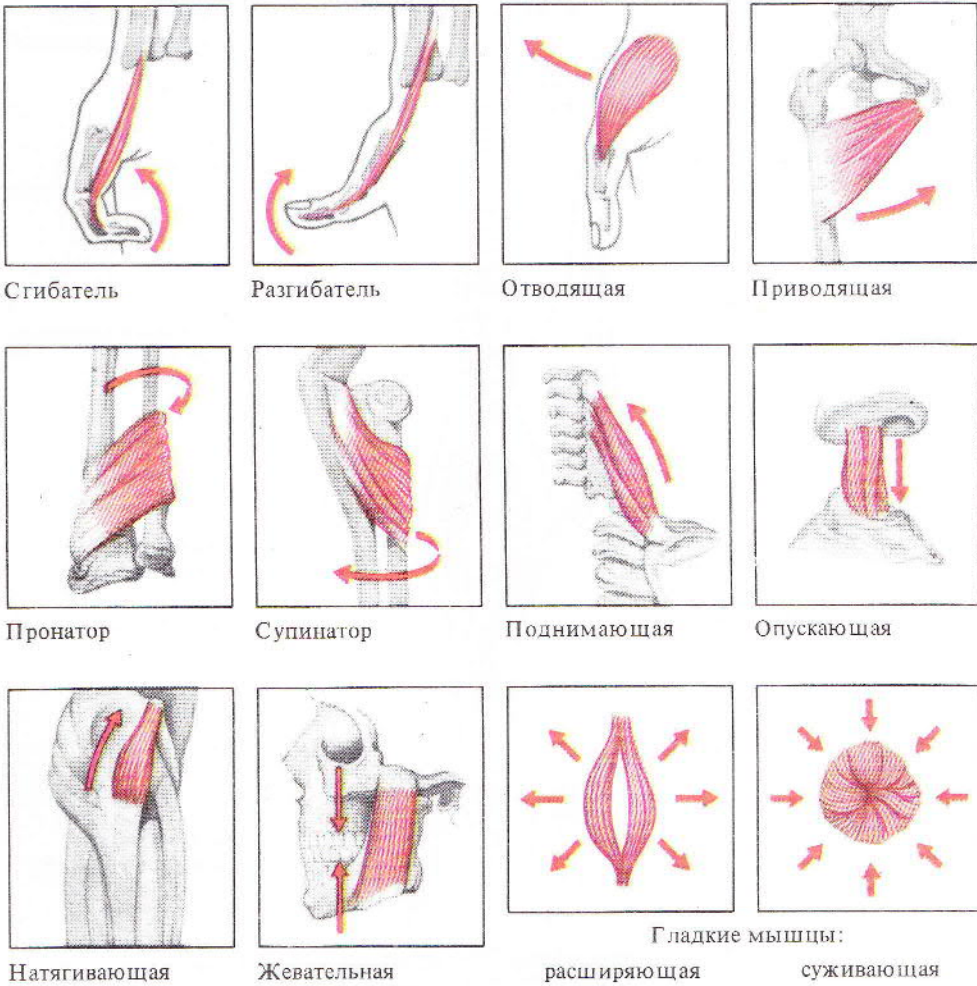 Сгибатель
Разгибатель
Отводящая
Приводящая
Пронатор
Супинатор
Поднимающая
Опускающая
Натягивающая
Жевательная
Гладкие мышцы:
расширяющая
суживающая